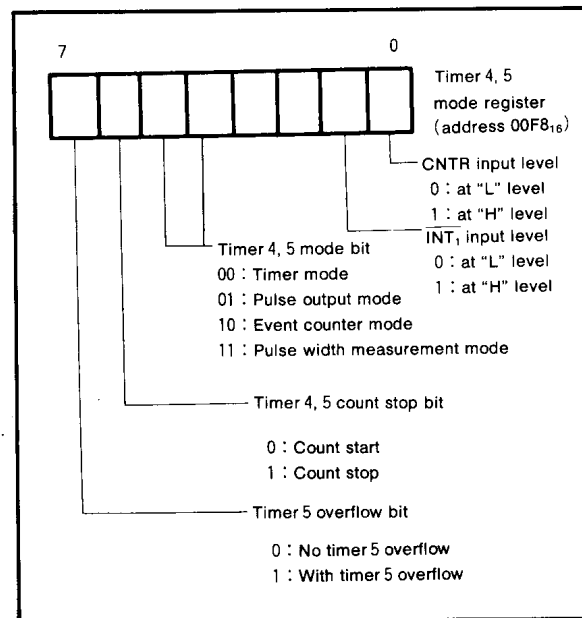 7 0
Timer 4, 5
mode register
(address 00F8₁₆)
CNTR input level
0 : at “L” level
1 : at “H” level
I̅N̅T̅₁ input level
0 : at “L” level
1 : at “H” level
Timer 4, 5 mode bit
00 : Timer mode
01 : Pulse output mode
10 : Event counter mode
11 : Pulse width measurement mode
Timer 4, 5 count stop bit
0 : Count start
1 : Count stop
Timer 5 overflow bit
0 : No timer 5 overflow
1 : With timer 5 overflow